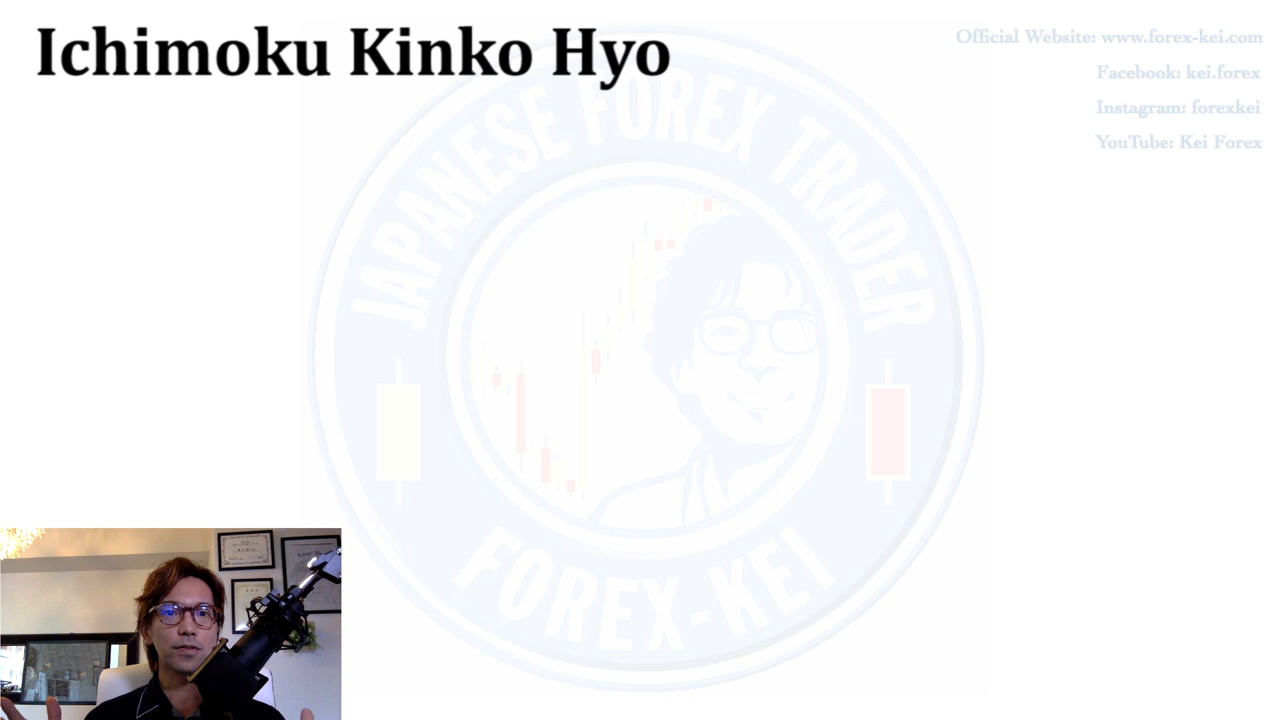 Ichimoku Kinko Hyo
Official Website: www.forex-kei.com
Facebook: kei.forex
Instagram: forexkei
YouTube: Kei Forex
JAPANESE FOREX TRADER
FOREX-KEI